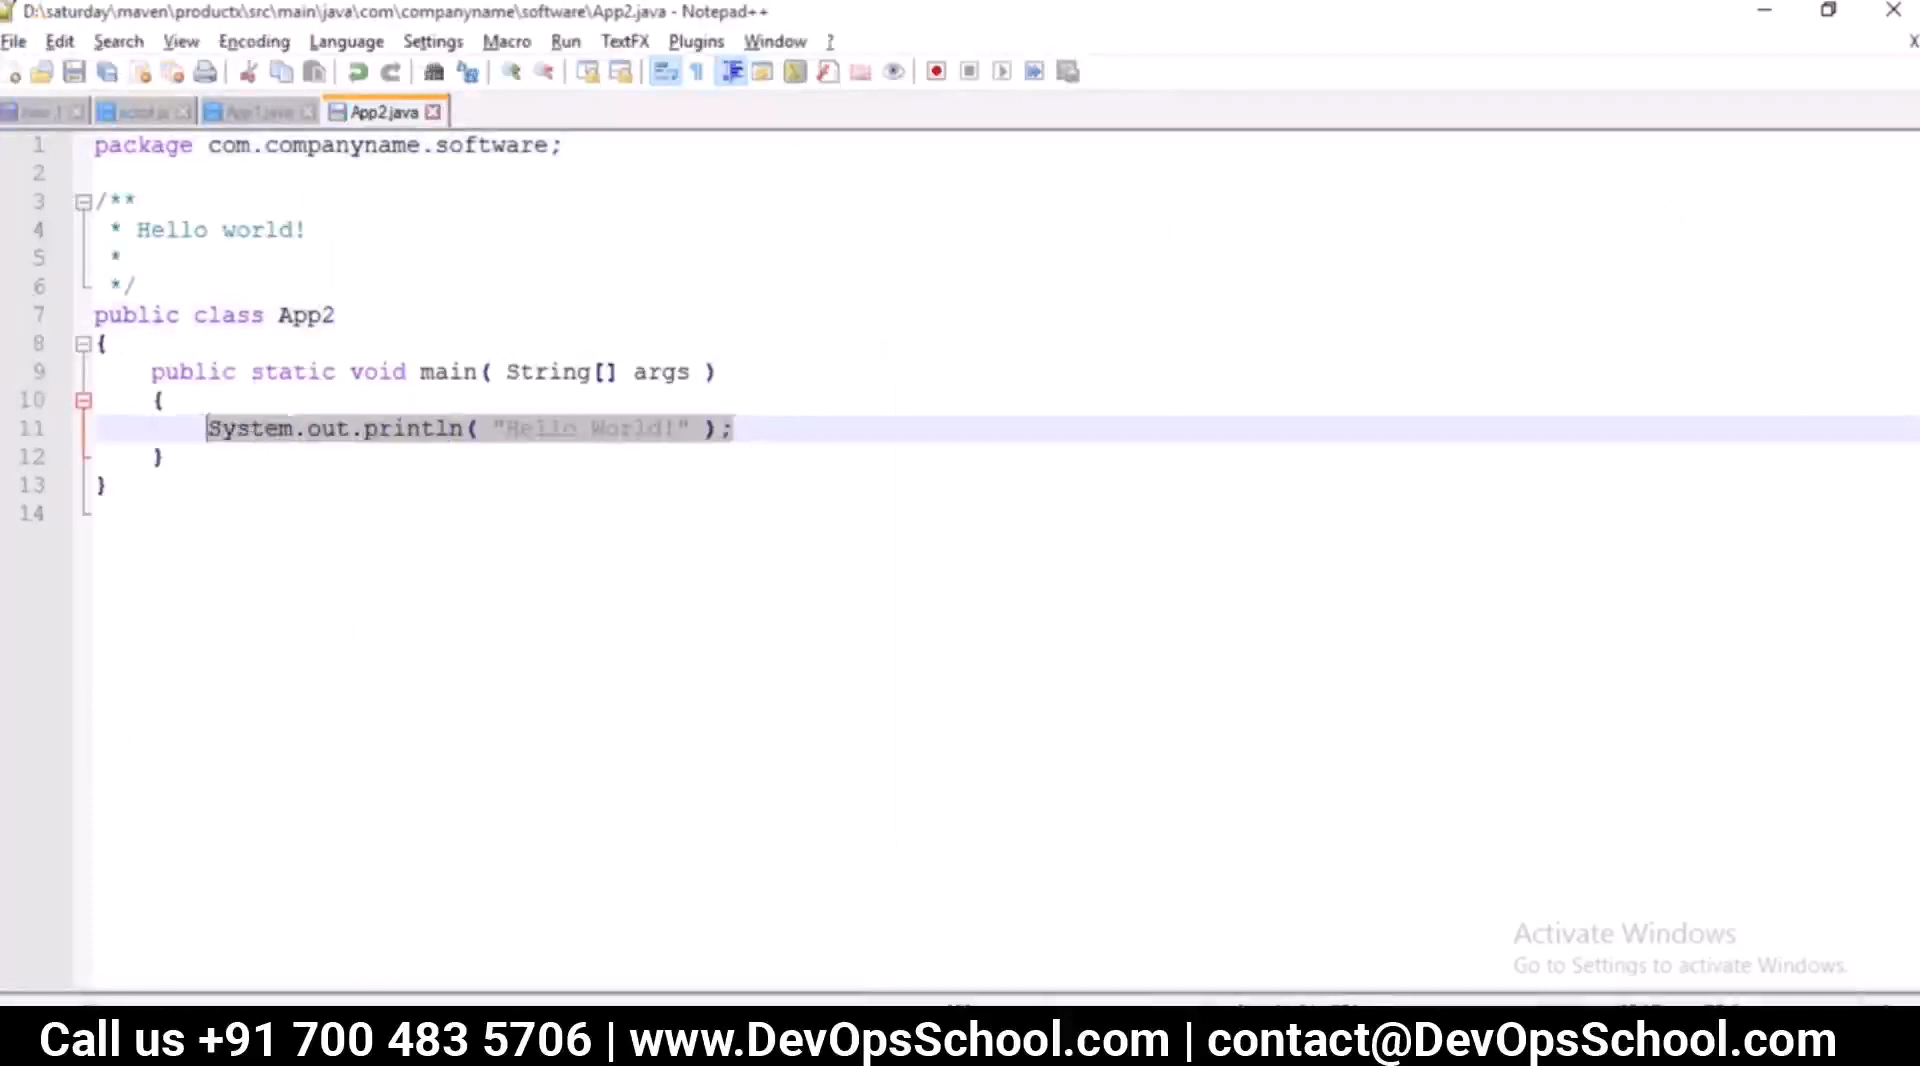 D:\saturday\maven\productx\src\main\java\com\companyname\software\App2.java - Notepad++
File Edit Search View Encoding Language Settings Macro Run TextFX Plugins Window ?
X
App1.java App2.java
1 package com.companyname.software;
2
3 /**
4 * Hello world!
5 *
6 */
7 public class App2
8 {
9 public static void main( String[] args )
10 {
11 System.out.println( "Hello World!" );
12 }
13 }
14
Activate Windows
Go to Settings to activate Windows.
Call us +91 700 483 5706 | www.DevOpsSchool.com | contact@DevOpsSchool.com